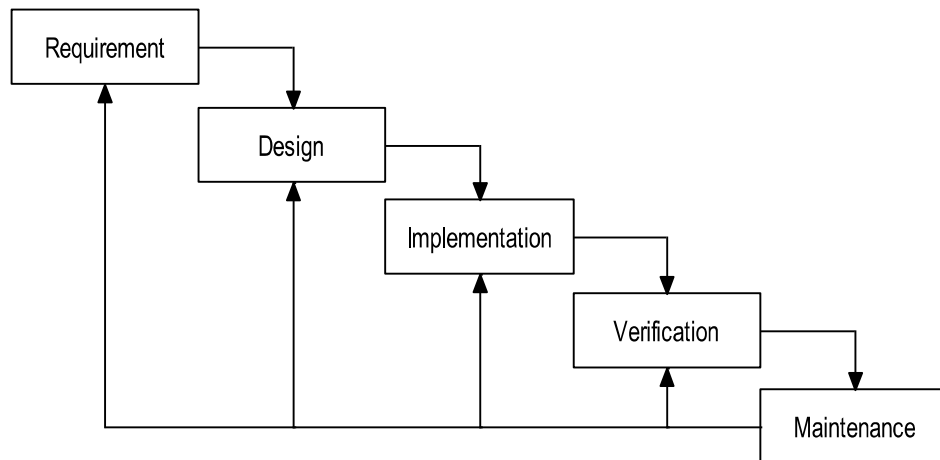 Requirement
Design
Implementation
Verification
Maintenance